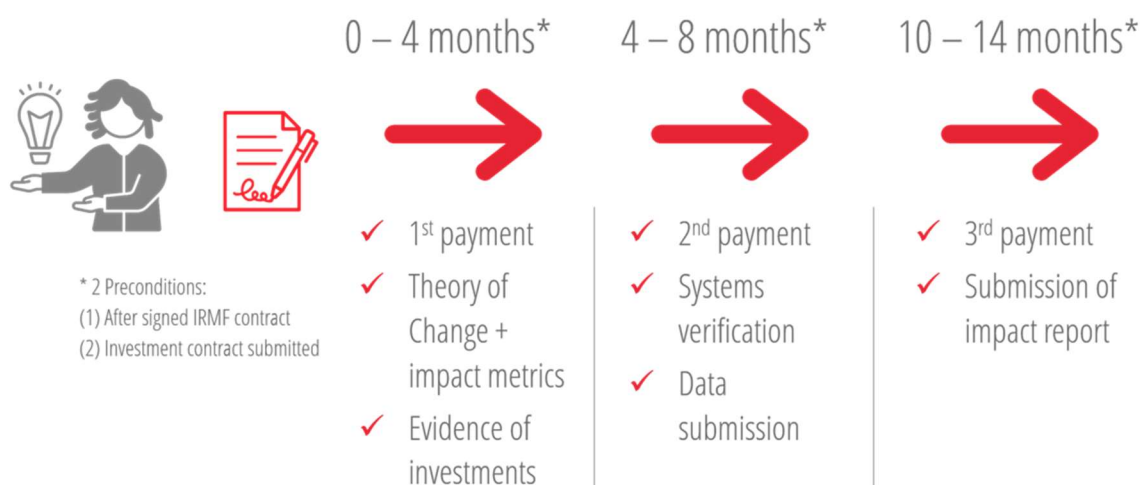 0 – 4 months*
4 – 8 months*
10 – 14 months*
* 2 Preconditions:
(1) After signed IRMF contract
(2) Investment contract submitted
1st payment
Theory of
Change +
impact metrics
Evidence of
investments
2nd payment
Systems
verification
Data
submission
3rd payment
Submission of
impact report